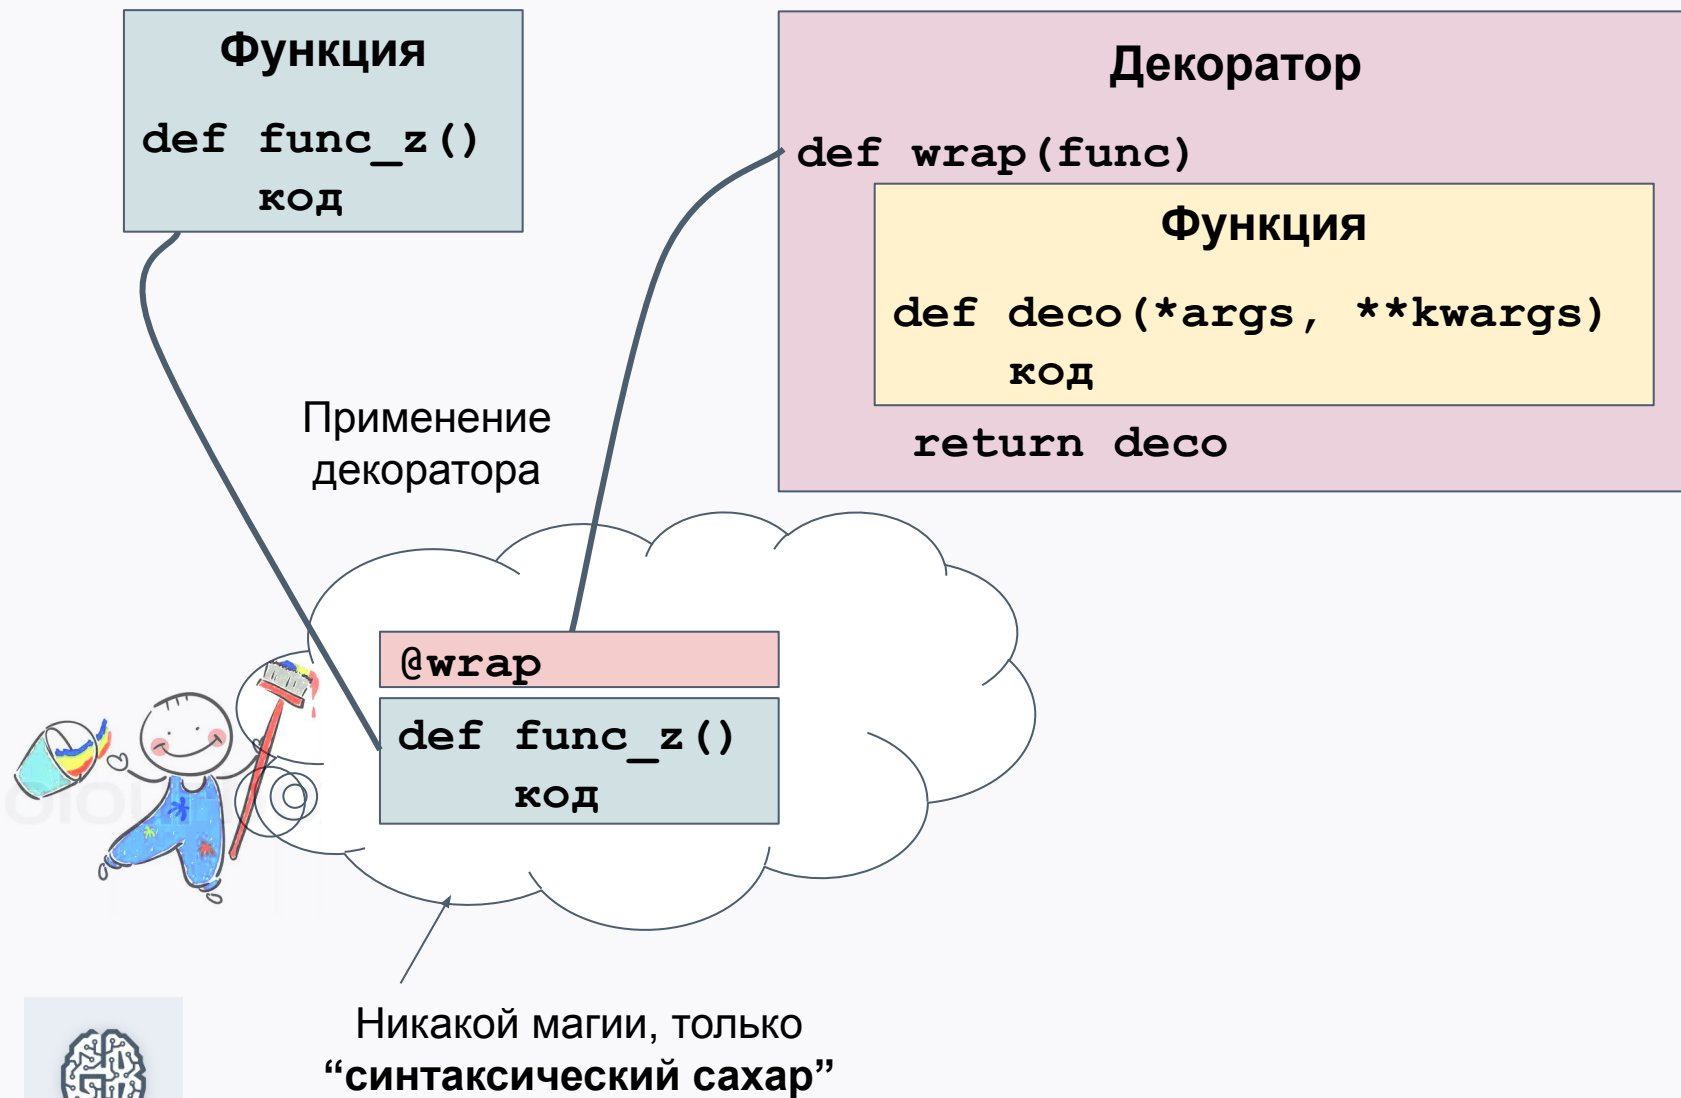 Функция
def func_z()
код
Декоратор
def wrap(func)
Функция
def deco(*args, **kwargs)
код
return deco
Применение
декоратора
@wrap
def func_z()
код
Никакой магии, только
“синтаксический сахар”